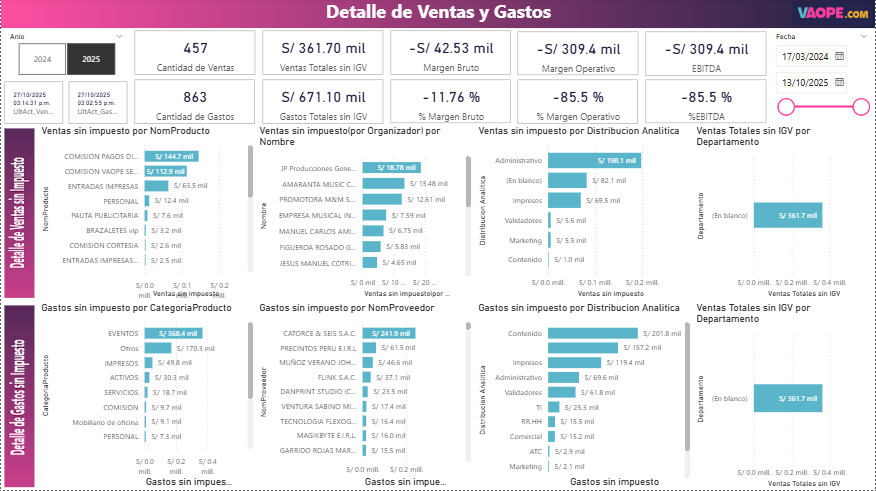 Detalle de Ventas y Gastos
VAOPE.COM
Anio
2024
2025
457
Cantidad de Ventas
S/ 361.70 mil
Ventas Totales sin IGV
-S/ 42.53 mil
Margen Bruto
-S/ 309.4 mil
Margen Operativo
-S/ 309.4 mil
EBITDA
Fecha
17/03/2024
13/10/2025
27/10/2025
03:14:31 p.m.
UltAct_Ven...
27/10/2025
03:02:55 p.m.
UltAct_Gas...
863
Cantidad de Gastos
S/ 671.10 mil
Gastos Totales sin IGV
-11.76 %
% Margen Bruto
-85.5 %
% Margen Operativo
-85.5 %
%EBITDA
Detalle de Ventas sin Impuesto
Ventas sin impuesto por NomProducto
NomProducto
COMISION PAGOS DI... S/ 144.7 mil
COMISION VAOPE SE... S/ 112.9 mil
ENTRADAS IMPRESAS S/ 63.5 mil
PERSONAL S/ 12.4 mil
PAUTA PUBLICITARIA S/ 7.6 mil
BRAZALETES vip S/ 3.2 mil
COMISION CORTESIA S/ 2.6 mil
ENTRADAS IMPRESAS... S/ 2.5 mil
S/ 0.0 mill. S/ 0.1 mill. S/ 0.2 mill.
Ventas sin impuesto
Ventas sin impuesto(por Organizador) por
Nombre
Nombre
JP Producciones Gene... S/ 18.78 mil
AMARANTA MUSIC C... S/ 13.48 mil
PROMOTORA M&M S... S/ 12.61 mil
EMPRESA MUSICAL IN... S/ 7.59 mil
MANUEL CARLOS AMI... S/ 6.75 mil
FIGUEROA ROSADO G... S/ 5.83 mil
JESUS MANUEL COTRI... S/ 4.65 mil
S/ 0 mil S/ 10 ... S/ 20 ...
Ventas sin impuesto(por ...
Ventas sin impuesto por Distribucion Analitica
Distribucion Analitica
Administrativo S/ 198.1 mil
(En blanco) S/ 82.1 mil
Impresos S/ 69.5 mil
Validadores S/ 5.6 mil
Marketing S/ 5.5 mil
Contenido S/ 1.0 mil
S/ 0.0 mill. S/ 0.1 mill. S/ 0.2 mill.
Ventas sin impuesto
Ventas Totales sin IGV por
Departamento
Departamento
(En blanco) S/ 361.7 mil
S/ 0.0 mill. S/ 0.2 mill. S/ 0.4 mill.
Ventas Totales sin IGV
Detalle de Gastos sin Impuesto
Gastos sin impuesto por CategoriaProducto
CategoriaProducto
EVENTOS S/ 368.4 mil
Otros S/ 170.3 mil
IMPRESOS S/ 49.8 mil
ACTIVOS S/ 30.3 mil
SERVICIOS S/ 18.7 mil
COMISION S/ 9.7 mil
Mobiliario de oficina S/ 9.1 mil
PERSONAL S/ 7.3 mil
S/ 0.0 mill. S/ 0.2 mill. S/ 0.4 mill.
Gastos sin impues...
Gastos sin impuesto por NomProveedor
NomProveedor
CATORCE & SEIS S.A.C. S/ 241.9 mil
PRECINTOS PERU E.I.R.L S/ 61.5 mil
MUÑOZ VERANO JOH... S/ 46.6 mil
FLINK S.A.C. S/ 37.1 mil
DANPRINT STUDIO (C... S/ 23.5 mil
VENTURA SABINO MI... S/ 17.4 mil
TECNOLOGIA FLEXOG... S/ 16.4 mil
MAGIKBYTE E.I.R.L. S/ 16.0 mil
GARRIDO ROJAS MAR... S/ 15.5 mil
S/ 0.0 mill. S/ 0.2 mill.
Gastos sin impue...
Gastos sin impuesto por Distribucion Analitica
Distribucion Analitica
Contenido S/ 201.8 mil
S/ 157.2 mil
Impresos S/ 119.4 mil
Administrativo S/ 69.6 mil
Validadores S/ 61.8 mil
TI S/ 25.3 mil
RR.HH S/ 15.5 mil
Comercial S/ 15.2 mil
ATC S/ 2.9 mil
Marketing S/ 2.1 mil
Gastos sin impuesto
Ventas Totales sin IGV por
Departamento
Departamento
(En blanco) S/ 361.7 mil
S/ 0.0 mill. S/ 0.2 mill. S/ 0.4 mill.
Ventas Totales sin IGV